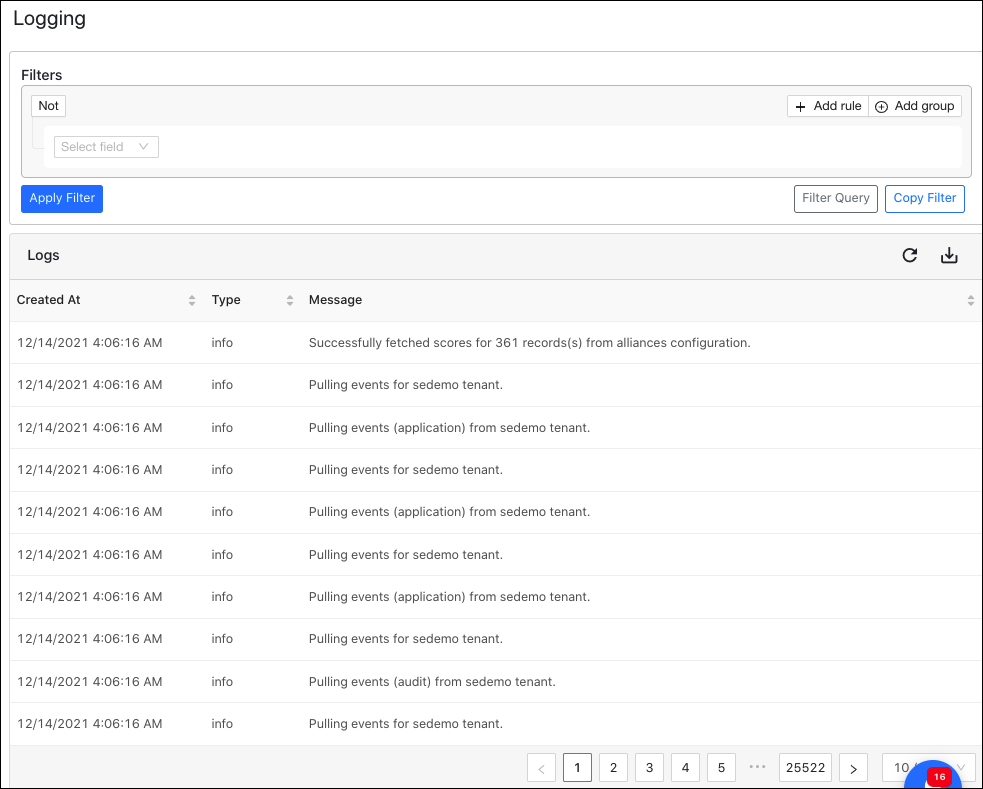 Logging
Filters
Not
Add rule
Add group
Select field
Apply Filter
Filter Query
Copy Filter
Logs
Created At Type Message
12/14/2021 4:06:16 AM info Successfully fetched scores for 361 records(s) from alliances configuration.
12/14/2021 4:06:16 AM info Pulling events for sedemo tenant.
12/14/2021 4:06:16 AM info Pulling events (application) from sedemo tenant.
12/14/2021 4:06:16 AM info Pulling events for sedemo tenant.
12/14/2021 4:06:16 AM info Pulling events (application) from sedemo tenant.
12/14/2021 4:06:16 AM info Pulling events for sedemo tenant.
12/14/2021 4:06:16 AM info Pulling events (application) from sedemo tenant.
12/14/2021 4:06:16 AM info Pulling events for sedemo tenant.
12/14/2021 4:06:16 AM info Pulling events (audit) from sedemo tenant.
12/14/2021 4:06:16 AM info Pulling events for sedemo tenant.
< 1 2 3 4 5 ••• 25522 > 10
16